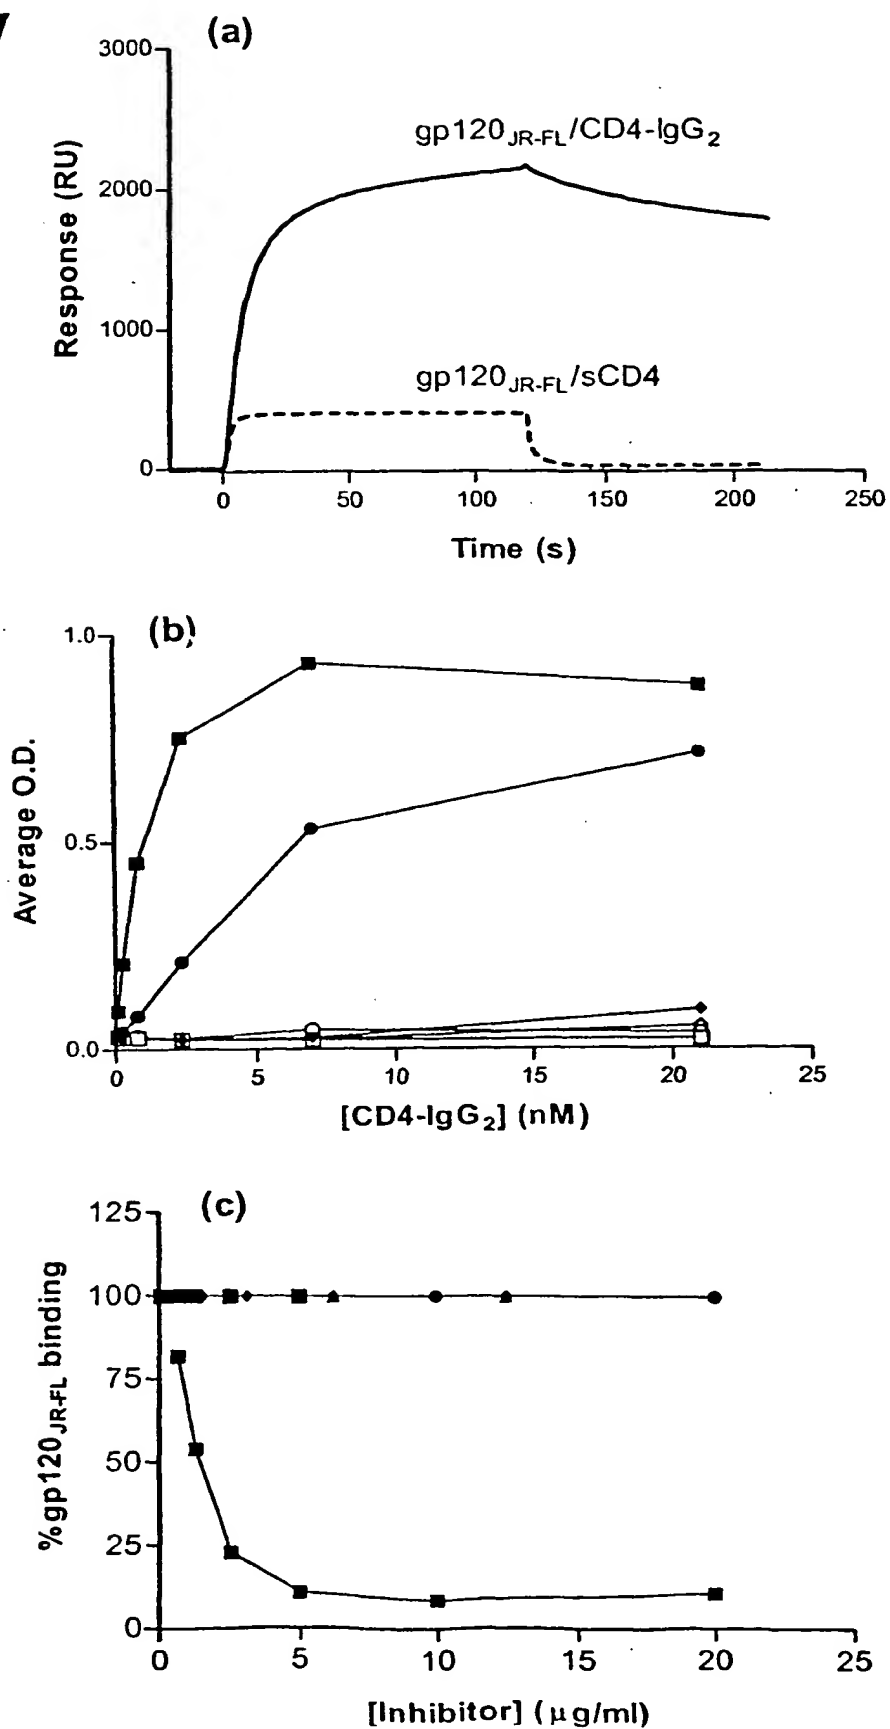 (a)
3000
2000
1000
0
Response (RU)
gp120JR-FL/CD4-IgG2
gp120JR-FL/sCD4
0 50 100 150 200 250
Time (s)
(b)
1.0
0.5
0.0
Average O.D.
0 5 10 15 20 25
[CD4-IgG2] (nM)
(c)
125
100
75
50
25
0
%gp120JR-FL binding
0 5 10 15 20 25
[Inhibitor] (μg/ml)